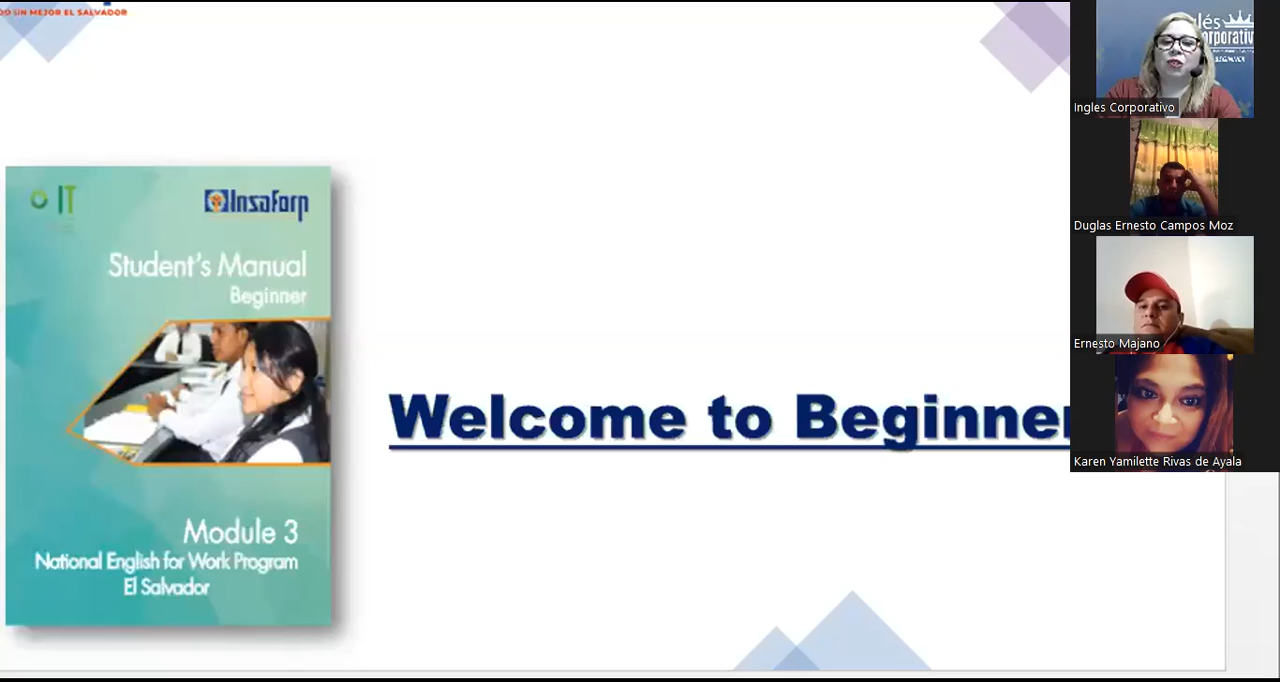 UN MEJOR EL SALVADOR
IT
Insaforp
Student's Manual
Beginner
Module 3
National English for Work Program
El Salvador
Welcome to Beginner
Ingles Corporativo
Duglas Ernesto Campos Moz
Ernesto Majano
Karen Yamilette Rivas de Ayala